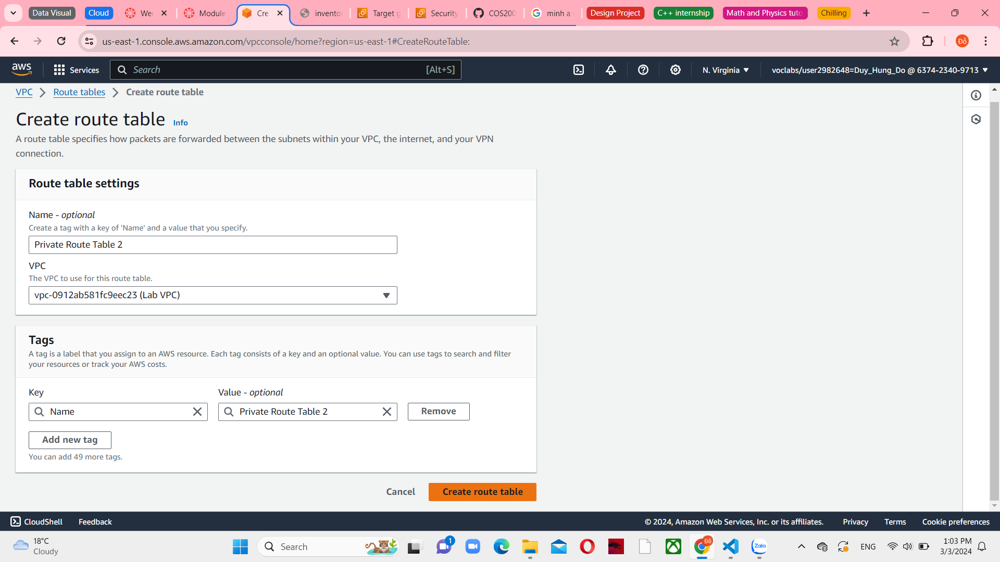 Data Visual
Cloud
We
Module
Cre
invento
Target g
Security
COS200
minh a s
Design Project
C++ internship
Math and Physics tuto
Chilling
us-east-1.console.aws.amazon.com/vpcconsole/home?region=us-east-1#CreateRouteTable:
Đỗ
aws
Services
Search
[Alt+S]
N. Virginia
voclabs/user2982648=Duy_Hung_Do @ 6374-2340-9713
VPC
Route tables
Create route table
Create route table
Info
A route table specifies how packets are forwarded between the subnets within your VPC, the internet, and your VPN
connection.
Route table settings
Name - optional
Create a tag with a key of 'Name' and a value that you specify.
Private Route Table 2
VPC
The VPC to use for this route table.
vpc-0912ab581fc9eec23 (Lab VPC)
Tags
A tag is a label that you assign to an AWS resource. Each tag consists of a key and an optional value. You can use tags to search and filter
your resources or track your AWS costs.
Key
Value - optional
Name
Private Route Table 2
Remove
Add new tag
You can add 49 more tags.
Cancel
Create route table
CloudShell
Feedback
© 2024, Amazon Web Services, Inc. or its affiliates.
Privacy
Terms
Cookie preferences
18°C
Cloudy
Search
1
Đỗ
Zalo
ENG
1:03 PM
3/3/2024